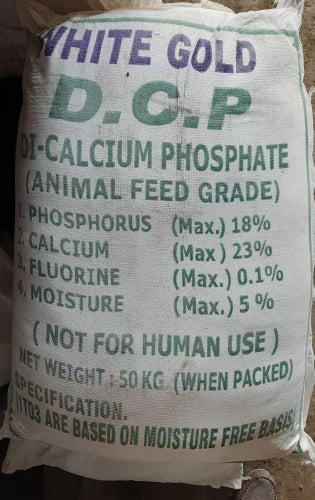 WHITE GOLD
D.C.P
DI-CALCIUM PHOSPHATE
(ANIMAL FEED GRADE)
1. PHOSPHORUS (Max.) 18%
2. CALCIUM (Max) 23%
3. FLUORINE (Max.) 0.1%
4. MOISTURE (Max.) 5 %
( NOT FOR HUMAN USE )
NET WEIGHT : 50 KG (WHEN PACKED)
SPECIFICATION.
(1TO3 ARE BASED ON MOISTURE FREE BASIS)